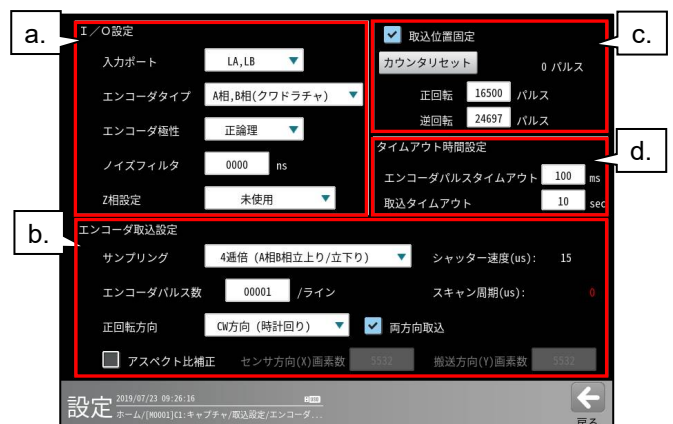 a.
I/O設定
入力ポート LA,LB
エンコーダタイプ A相,B相(クワドラチャ)
エンコーダ極性 正論理
ノイズフィルタ 0000 ns
Z相設定 未使用
c.
取込位置固定
カウンタリセット 0 パルス
正回転 16500 パルス
逆回転 24697 パルス
d.
タイムアウト時間設定
エンコーダパルスタイムアウト 100 ms
取込タイムアウト 10 sec
b.
エンコーダ取込設定
サンプリング 4逓倍 (A相B相立上り/立下り) シャッター速度(us): 15
エンコーダパルス数 00001 /ライン スキャン周期(us): 0
正回転方向 CW方向 (時計回り) 両方向取込
アスペクト比補正 センサ方向(X)画素数 5532 搬送方向(Y)画素数 5532
設定 2019/07/23 09:26:16
ホーム/[M0001]C1:キャプチャ/取込設定/エンコーダ...
戻る